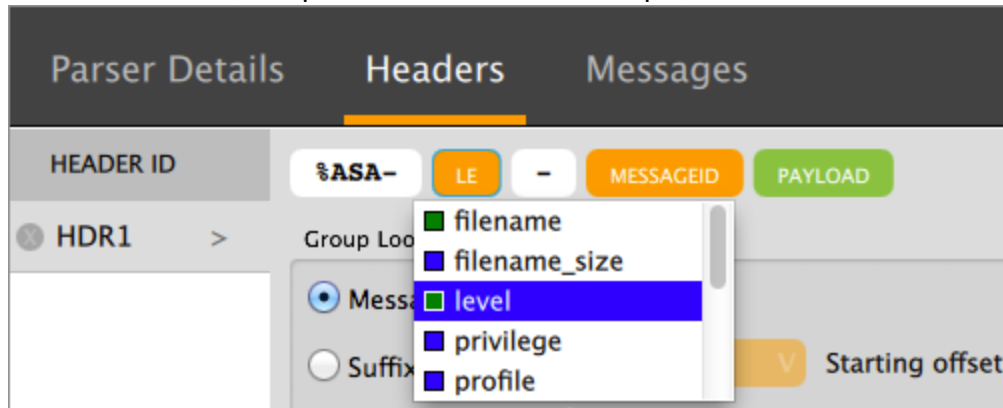 Parser Details Headers Messages
HEADER ID %ASA- LE - MESSAGEID PAYLOAD
HDR1 > Group Loo
filename
filename_size
Messa level
privilege
Suffix V Starting offset
profile